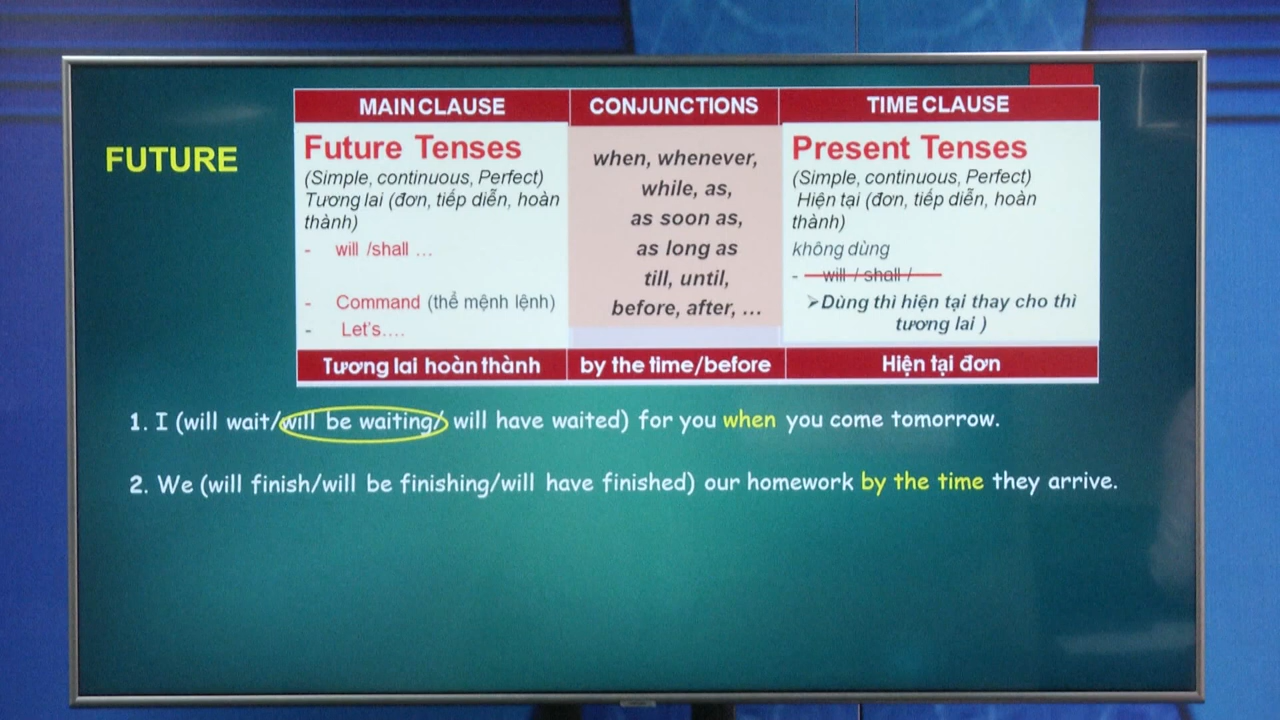 FUTURE
MAIN CLAUSE
CONJUNCTIONS
TIME CLAUSE
Future Tenses
(Simple, continuous, Perfect)
Tương lai (đơn, tiếp diễn, hoàn
thành)
- will /shall ...
- Command (thể mệnh lệnh)
- Let's....
when, whenever,
while, as,
as soon as,
as long as
till, until,
before, after, ...
Present Tenses
(Simple, continuous, Perfect)
Hiện tại (đơn, tiếp diễn, hoàn
thành)
không dùng
- will / shall /
➢Dùng thì hiện tại thay cho thì
tương lai )
Tương lai hoàn thành
by the time/before
Hiện tại đơn
1. I (will wait/will be waiting/ will have waited) for you when you come tomorrow.
2. We (will finish/will be finishing/will have finished) our homework by the time they arrive.